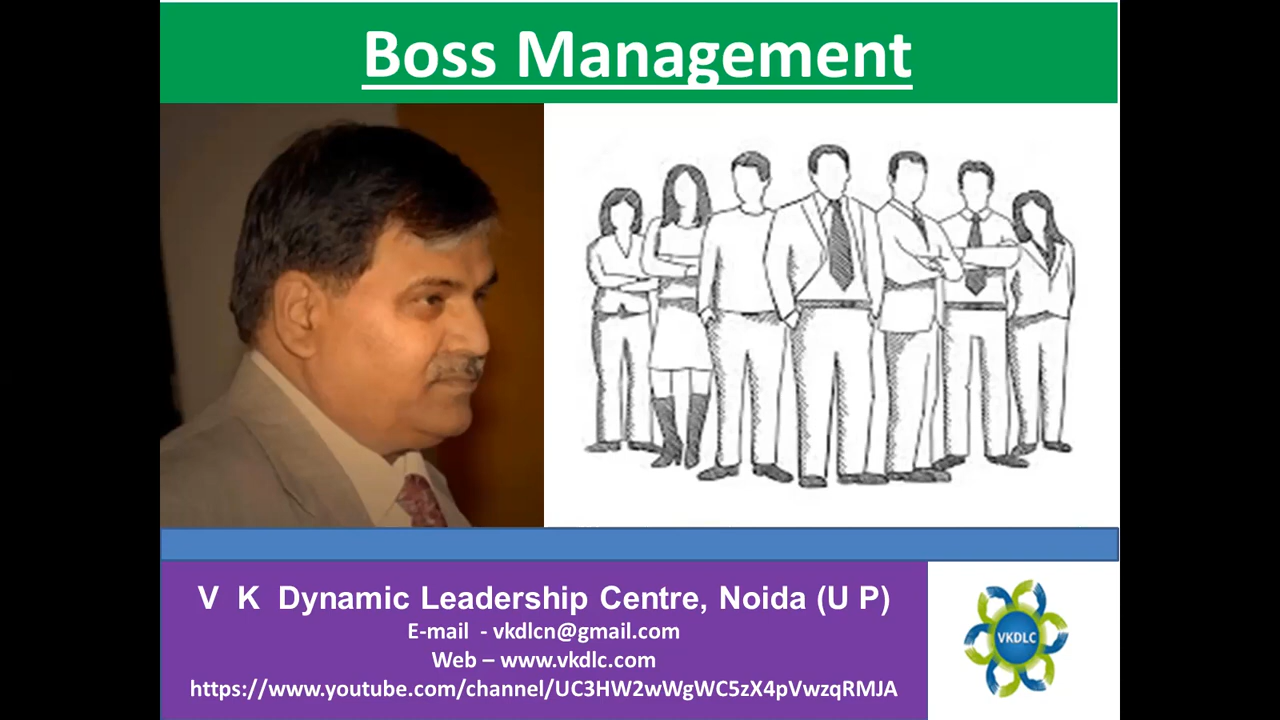 Boss Management
V K Dynamic Leadership Centre, Noida (U P)
E-mail - vkdlcn@gmail.com
Web – www.vkdlc.com
https://www.youtube.com/channel/UC3HW2wWgWC5zX4pVwzqRMJA
VKDLC